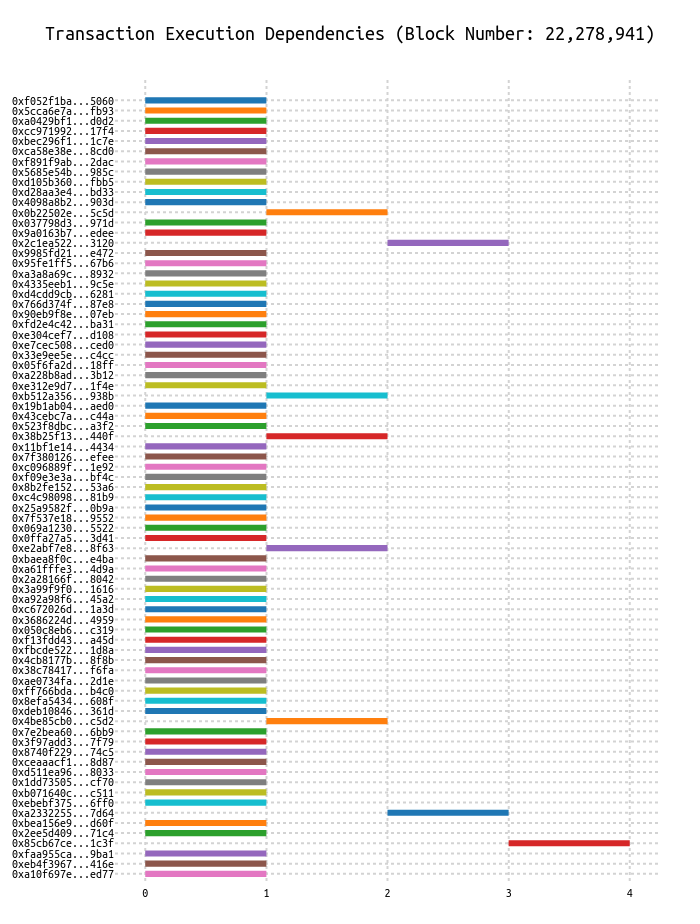 Transaction Execution Dependencies (Block Number: 22,278,941)
0xf052f1ba...5060
0x5cca6e7a...fb93
0xa0429bf1...d0d2
0xcc971992...17f4
0xbec296f1...1c7e
0xca58e38e...8cd0
0xf891f9ab...2dac
0x5685e54b...985c
0xd105b360...fbb5
0xd28aa3e4...bd33
0x4098a8b2...903d
0x0b22502e...5c5d
0x037798d3...971d
0x9a0163b7...edee
0x2c1ea522...3120
0x9985fd21...e472
0x95fe1ff5...67b6
0xa3a8a69c...8932
0x4335eeb1...9c5e
0xd4cdd9cb...6281
0x766d374f...87e8
0x90eb9f8e...07eb
0xfd2e4c42...ba31
0xe304cef7...d108
0xe7cec508...ced0
0x33e9ee5e...c4cc
0x05f6fa2d...18ff
0xa228b8ad...3b12
0xe312e9d7...1f4e
0xb512a356...938b
0x19b1ab04...aed0
0x43cebc7a...c44a
0x523f8dbc...a3f2
0x38b25f13...440f
0x11bf1e14...4434
0x7f380126...efee
0xc096889f...1e92
0xf09e3e3a...bf4c
0x8b2fe152...53a6
0xc4c98098...81b9
0x25a9582f...0b9a
0x7f537e18...9552
0x069a1230...5522
0x0ffa27a5...3d41
0xe2abf7e8...8f63
0xbaea8f0c...e4ba
0xa61fffe3...4d9a
0x2a28166f...8042
0x3a99f9f0...1616
0xa92a98f6...45a2
0xc672026d...1a3d
0x3686224d...4959
0x050c8eb6...c319
0xf13fdd43...a45d
0xfbcde522...1d8a
0x4cb8177b...8f8b
0x38c78417...f6fa
0xae0734fa...2d1e
0xff766bda...b4c0
0x8efa5434...608f
0xdeb10846...361d
0x4be85cb0...c5d2
0x7e2bea60...6bb9
0x3f97add3...7f79
0x8740f229...74c5
0xceaaacf1...8d87
0xd511ea96...8033
0x1dd73505...cf70
0xb071640c...c511
0xebebf375...6ff0
0xa2332255...7d64
0xbea156e9...d60f
0x2ee5d409...71c4
0x85cb67ce...1c3f
0xfaa955ca...9ba1
0xeb4f3967...416e
0xa10f697e...ed77
0 1 2 3 4